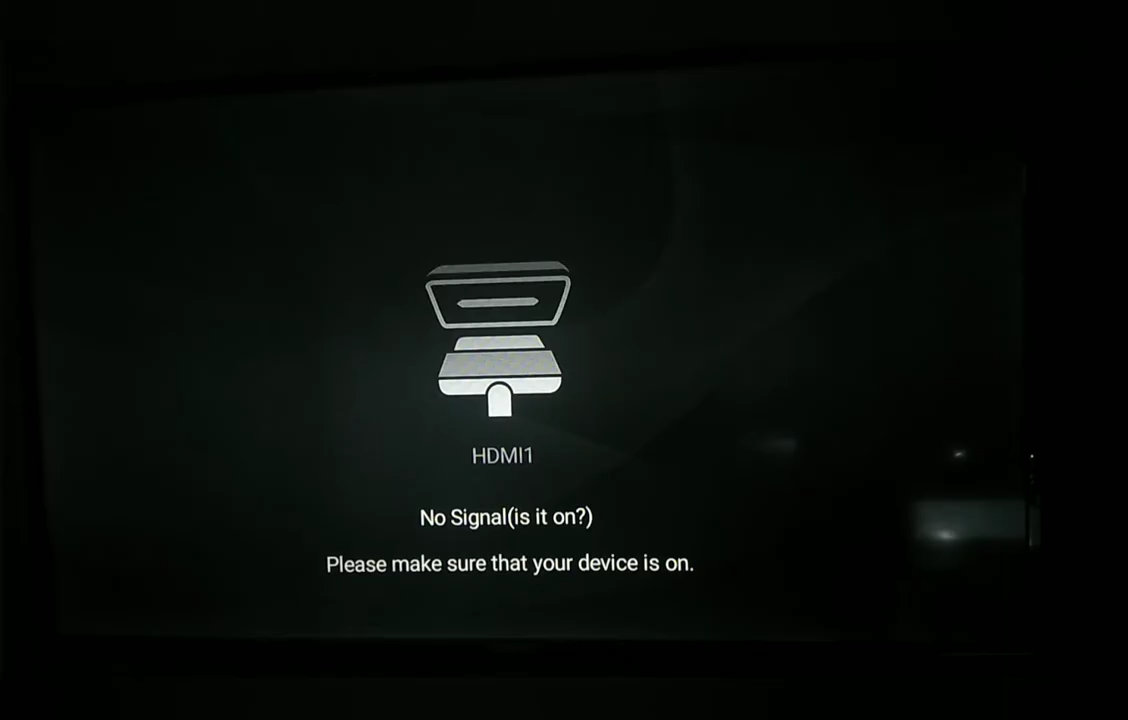 HDMI1
No Signal(is it on?)
Please make sure that your device is on.